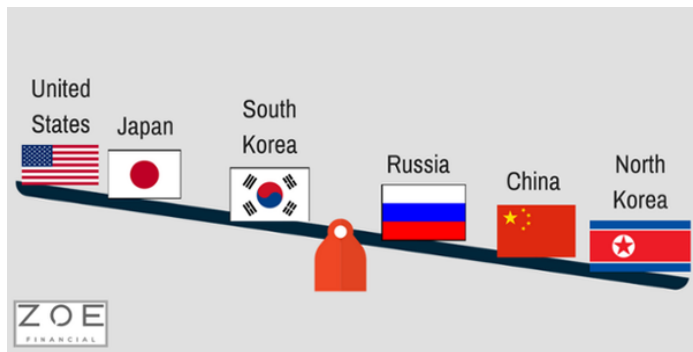 United
States
Japan
South
Korea
Russia
China
North
Korea
ZOE
FINANCIAL